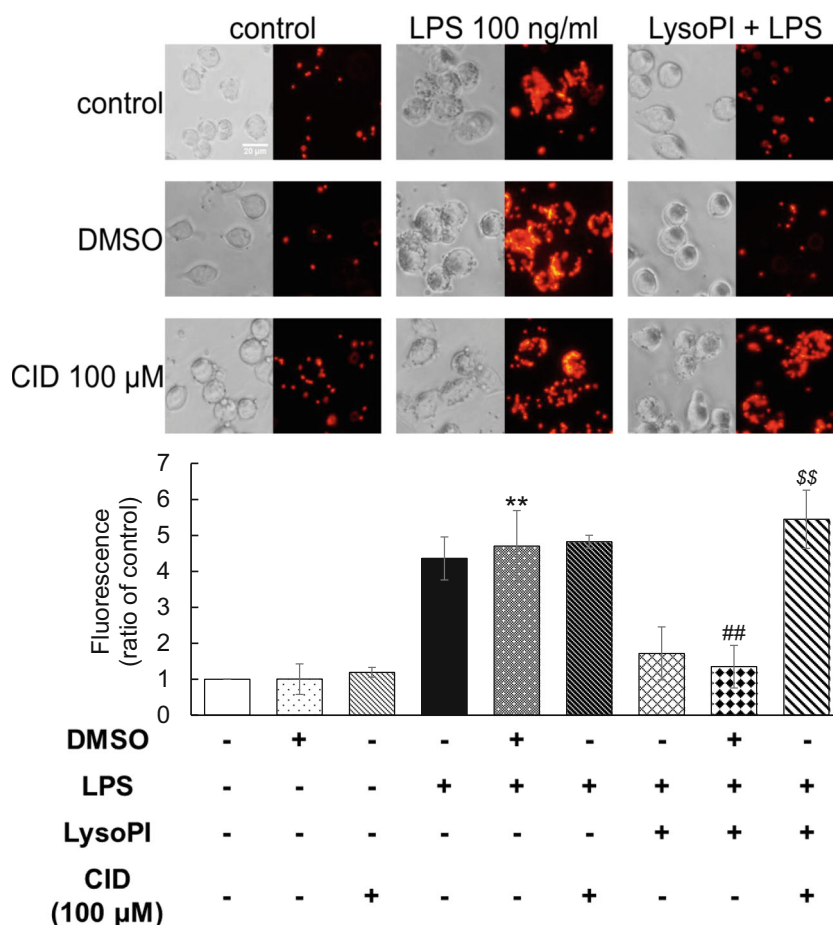 control LPS 100 ng/ml LysoPI + LPS
control
20 μm
DMSO
CID 100 μM
Fluorescence
(ratio of control)
7
6
5
4
3
2
1
0
**
##
$$
DMSO - + - - + - - + -
LPS - - - + + + + + +
LysoPI - - - - - - + + +
CID
(100 μM) - - + - - + - - +